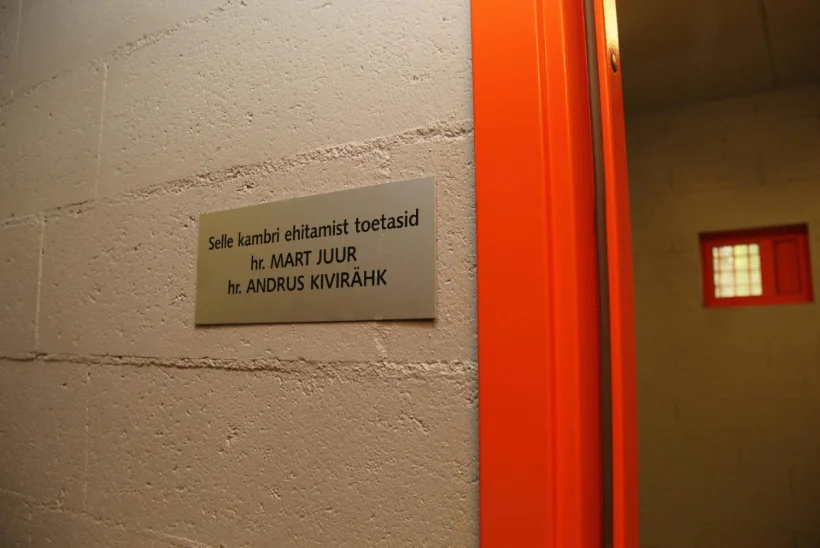 Selle kambri ehitamist toetasid
hr. MART JUUR
hr. ANDRUS KIVIRÄHK